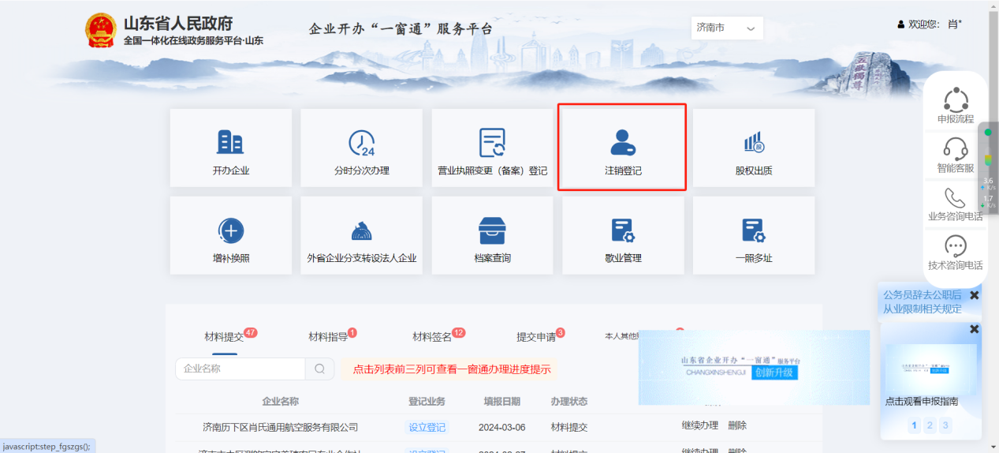 山东省人民政府
全国一体化在线政务服务平台·山东
企业开办“一窗通”服务平台
济南市
欢迎您: 肖*
五嶽獨尊
开办企业
分时分次办理
营业执照变更（备案）登记
注销登记
股权出质
增补换照
外省企业分支转设法人企业
档案查询
歇业管理
一照多址
申报流程
智能客服
业务咨询电话
技术咨询电话
3.6
K/s
1.7
K/s
公务员辞去公职后
从业限制相关规定
材料提交 47
材料指导 1
材料签名 12
提交申请 3
本人其他
企业名称
点击列表前三列可查看一窗通办理进度提示
山东省企业开办“一窗通”服务平台
CHANGXINSHENGJI 创新升级
点击观看申报指南
1 2 3
企业名称 登记业务 填报日期 办理状态
济南历下区肖氏通用航空服务有限公司 设立登记 2024-03-06 材料提交 继续办理 删除
设立登记 材料提交 继续办理 删除
javascript:step_fgszgs();